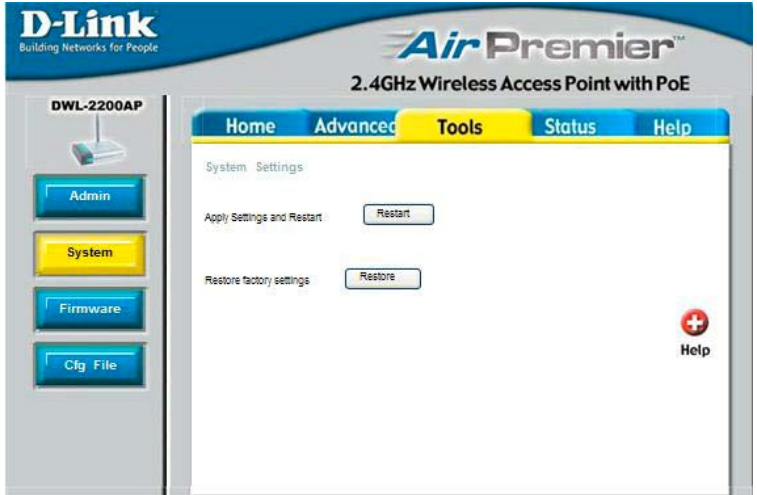 D-Link
Building Networks for People
Air Premier™
2.4GHz Wireless Access Point with PoE
DWL-2200AP
Home Advanced Tools Status Help
Admin
System
Firmware
Cfg File
System Settings
Apply Settings and Restart Restart
Restore factory settings Restore
Help